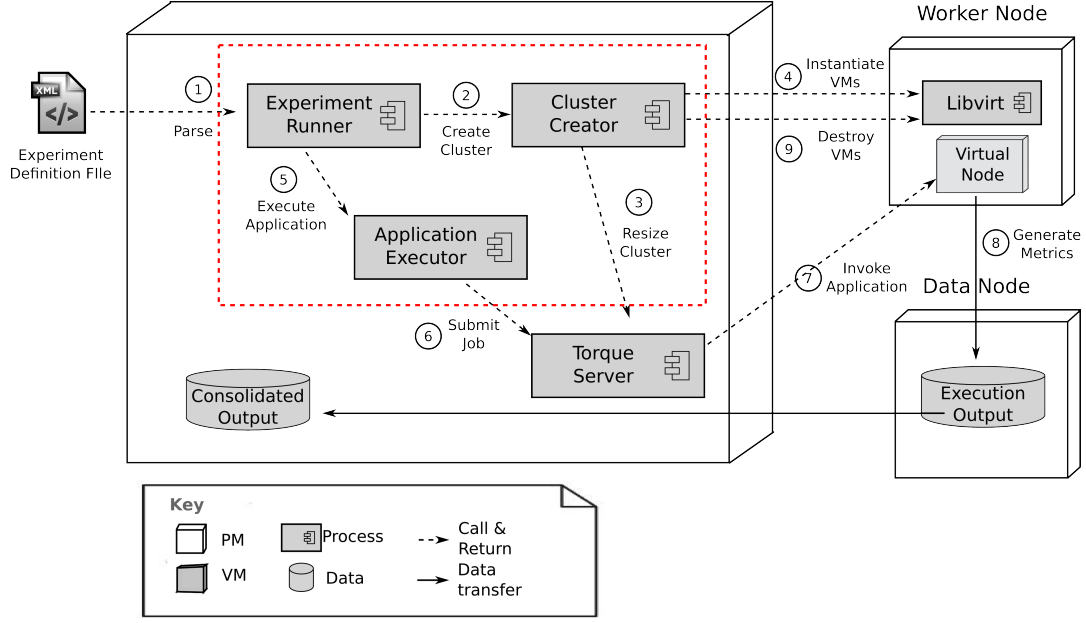 Worker Node
XML
</>
Experiment
Definition FIle
1
Parse
Experiment
Runner
2
Create
Cluster
Cluster
Creator
4
Instantiate
VMs
9
Destroy
VMs
Libvirt
Virtual
Node
5
Execute
Application
3
Resize
Cluster
Application
Executor
6
Submit
Job
Torque
Server
7
Invoke
Application
8
Generate
Metrics
Data Node
Consolidated
Output
Execution
Output
Key
PM
VM
Process
Data
Call &
Return
Data
transfer